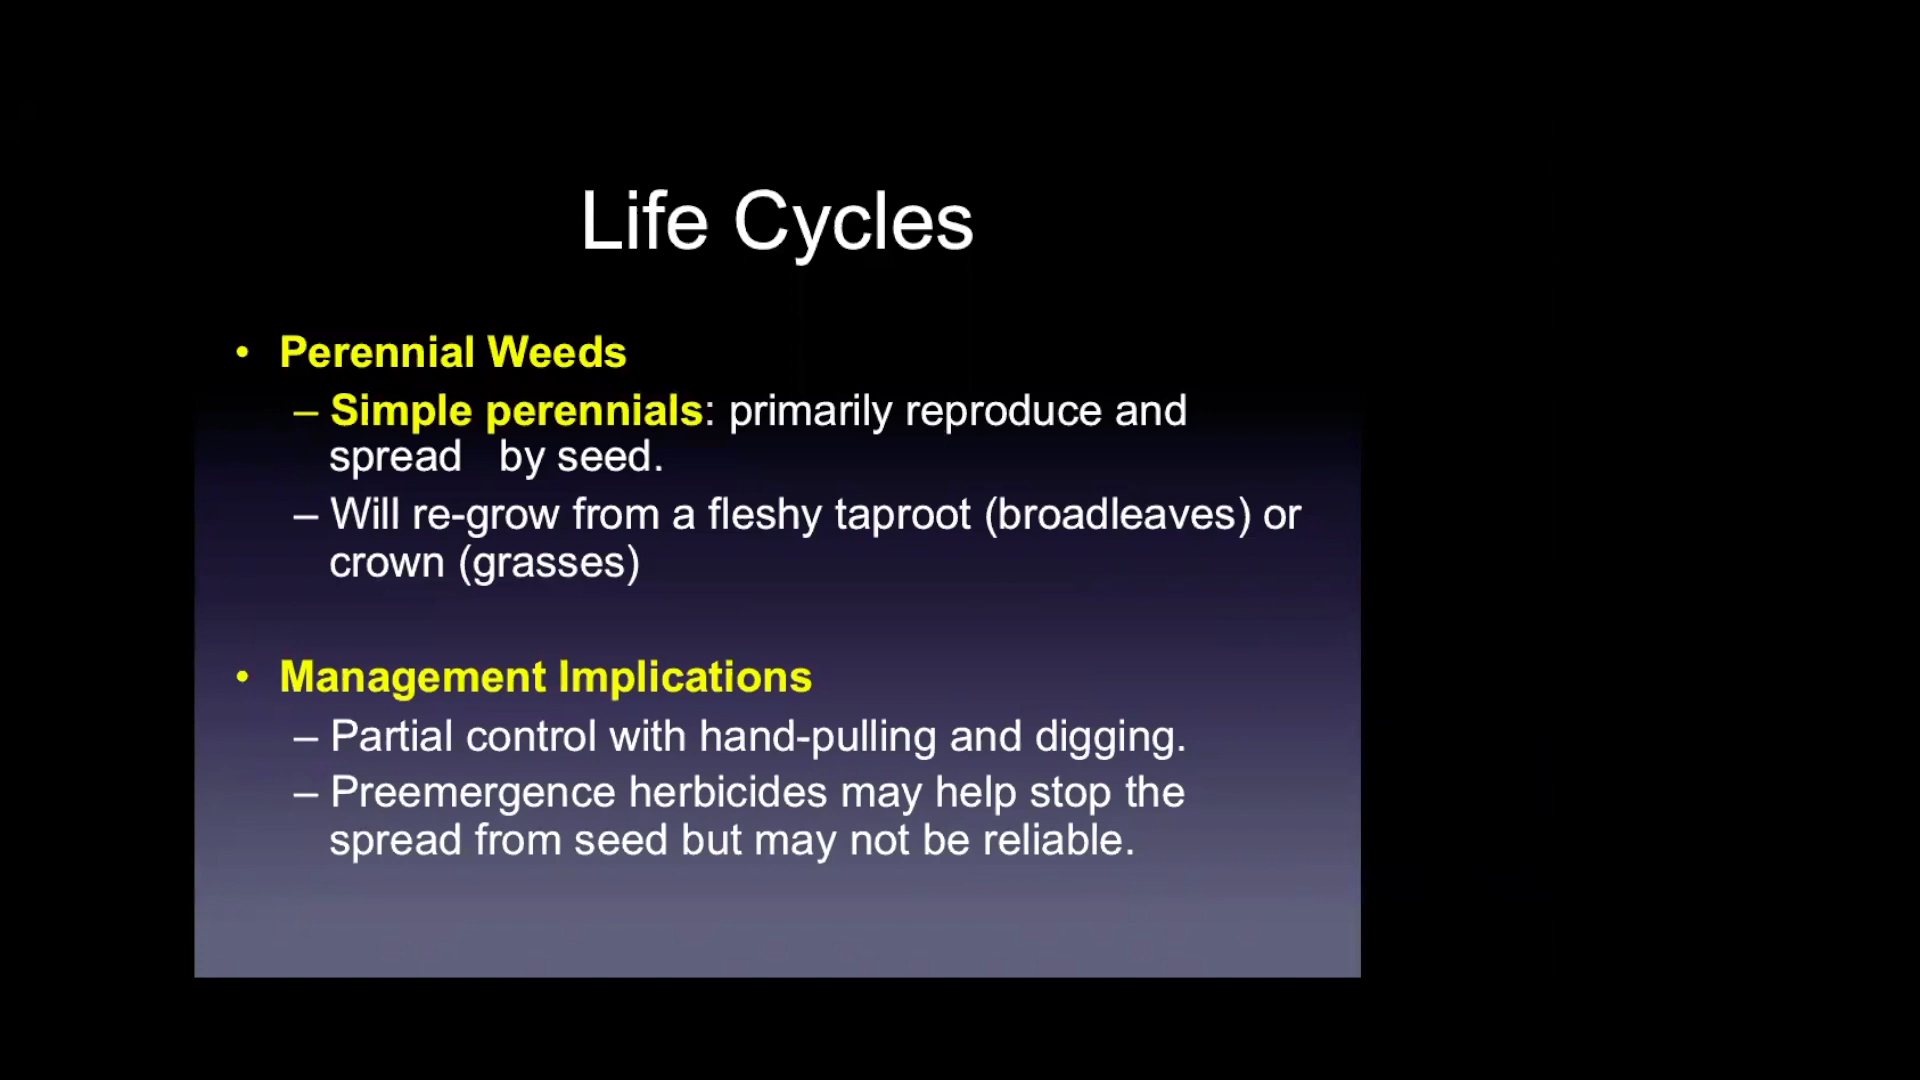 Life Cycles
• Perennial Weeds
– Simple perennials: primarily reproduce and
spread by seed.
– Will re-grow from a fleshy taproot (broadleaves) or
crown (grasses)
• Management Implications
– Partial control with hand-pulling and digging.
– Preemergence herbicides may help stop the
spread from seed but may not be reliable.